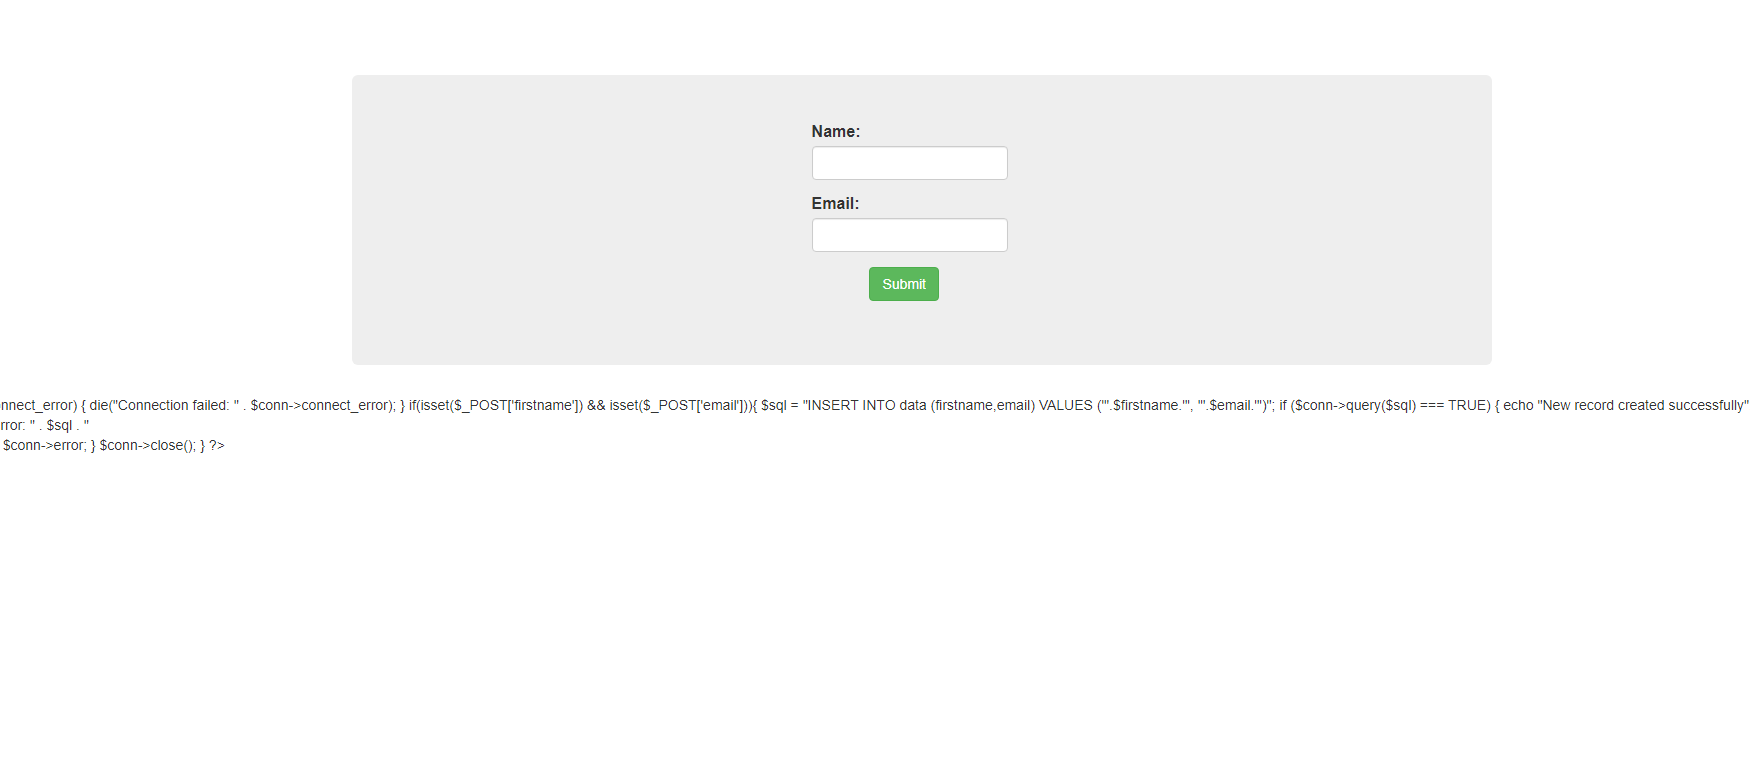 Name:
Email:
Submit
nnect_error) { die("Connection failed: " . $conn->connect_error); } if(isset($_POST['firstname']) && isset($_POST['email'])){ $sql = "INSERT INTO data (firstname,email) VALUES ('".$firstname."', '".$email."')"; if ($conn->query($sql) === TRUE) { echo "New record created successfully"
rror: " . $sql . "
$conn->error; } $conn->close(); } ?>